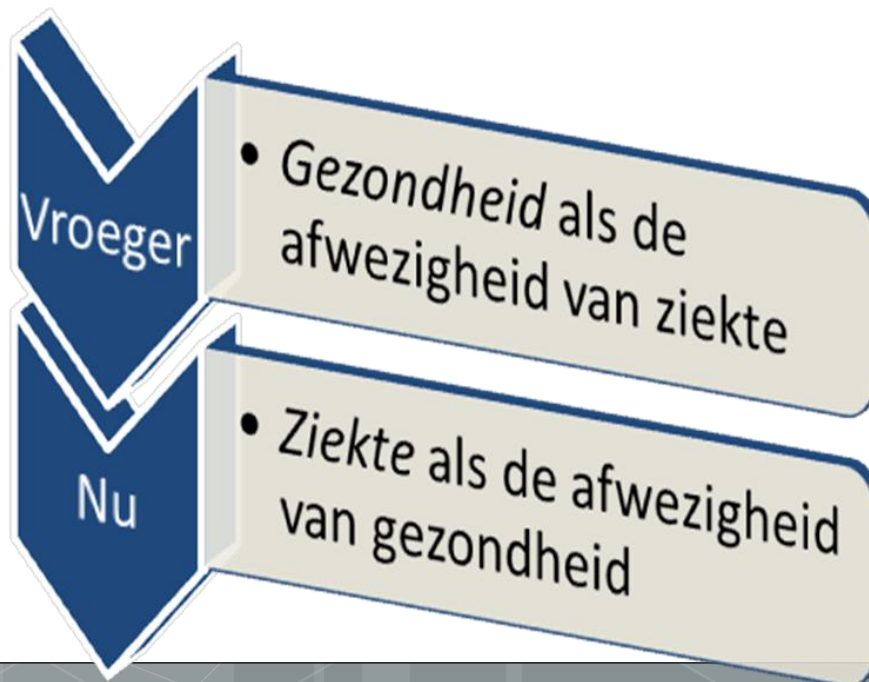 Vroeger
• Gezondheid als de
afwezigheid van ziekte
Nu
• Ziekte als de afwezigheid
van gezondheid